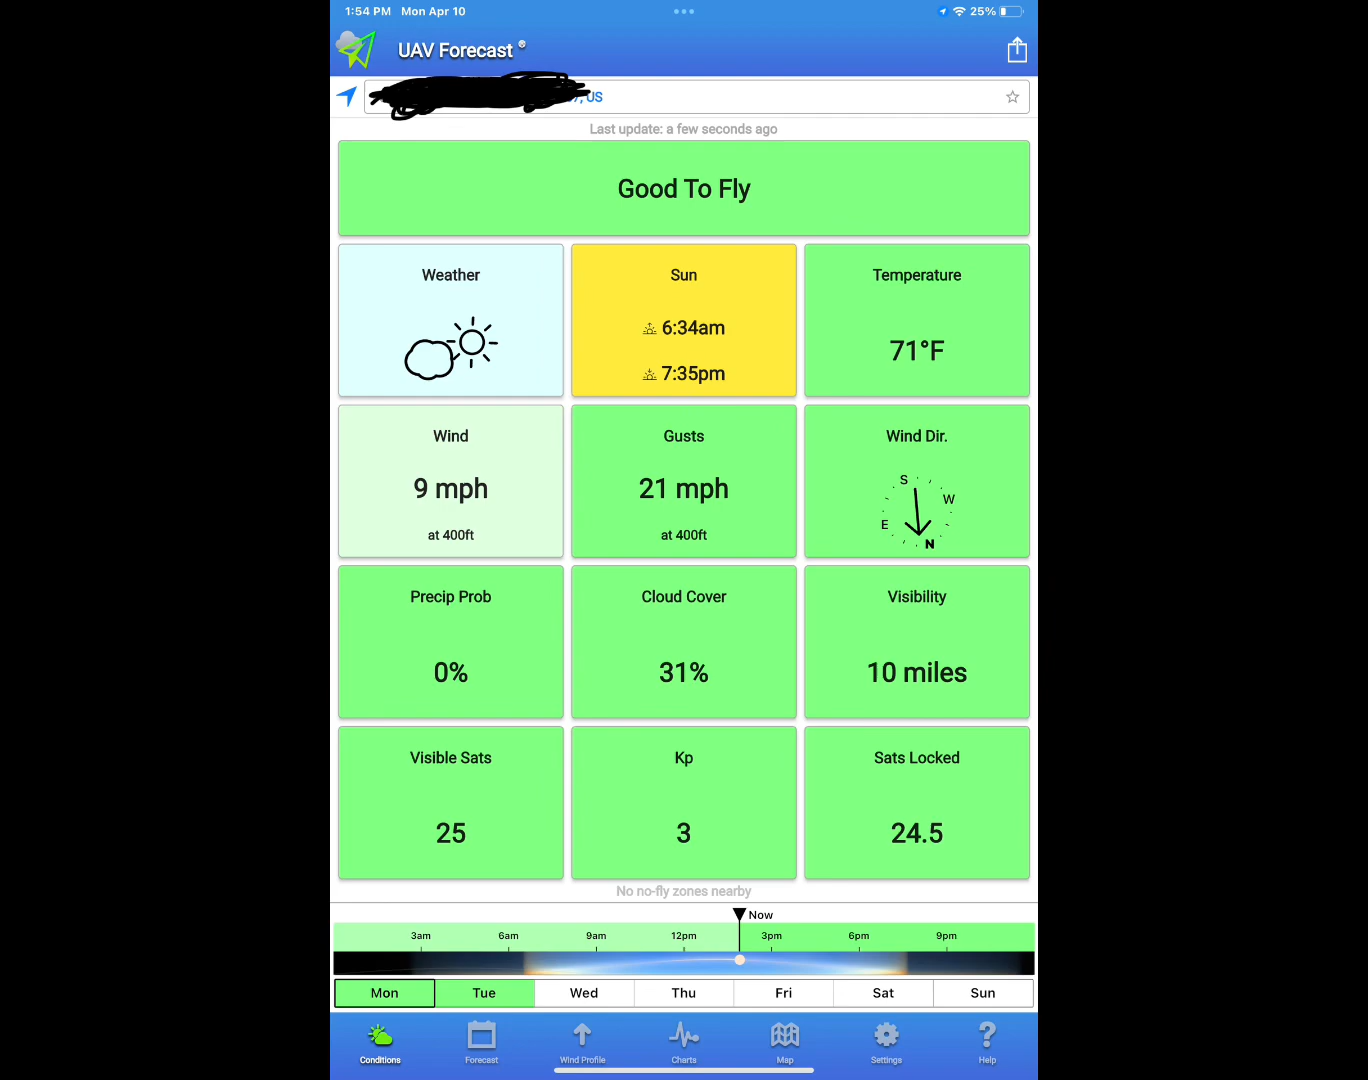 1:54 PM Mon Apr 10
25%
UAV Forecast
US
Last update: a few seconds ago
Good To Fly
Weather
Sun
6:34am
7:35pm
Temperature
71°F
Wind
9 mph
at 400ft
Gusts
21 mph
at 400ft
Wind Dir.
S
W
E
N
Precip Prob
0%
Cloud Cover
31%
Visibility
10 miles
Visible Sats
25
Kp
3
Sats Locked
24.5
No no-fly zones nearby
Now
3am 6am 9am 12pm 3pm 6pm 9pm
Mon Tue Wed Thu Fri Sat Sun
Conditions Forecast Wind Profile Charts Map Settings Help